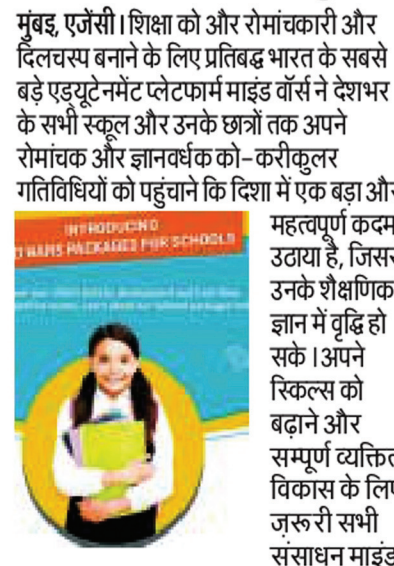 मुंबइ, एजेंसी। शिक्षा को और रोमांचकारी और
दिलचस्प बनाने के लिए प्रतिबद्ध भारत के सबसे
बड़े एड्यूटेनमेंट प्लेटफार्म माइंड वॉर्स ने देशभर
के सभी स्कूल और उनके छात्रों तक अपने
रोमांचक और ज्ञानवर्धक को-करीकुलर
गतिविधियों को पहुंचाने कि दिशा में एक बड़ा और
महत्वपूर्ण कदम
उठाया है, जिसस
उनके शैक्षणिक
ज्ञान में वृद्धि हो
सके।अपने
स्किल्स को
बढ़ाने और
सम्पूर्ण व्यक्तित
विकास के लिए
ज़रूरी सभी
संसाधन माइंड
INTRODUCING
WARS PACKAGES FOR SCHOOLS